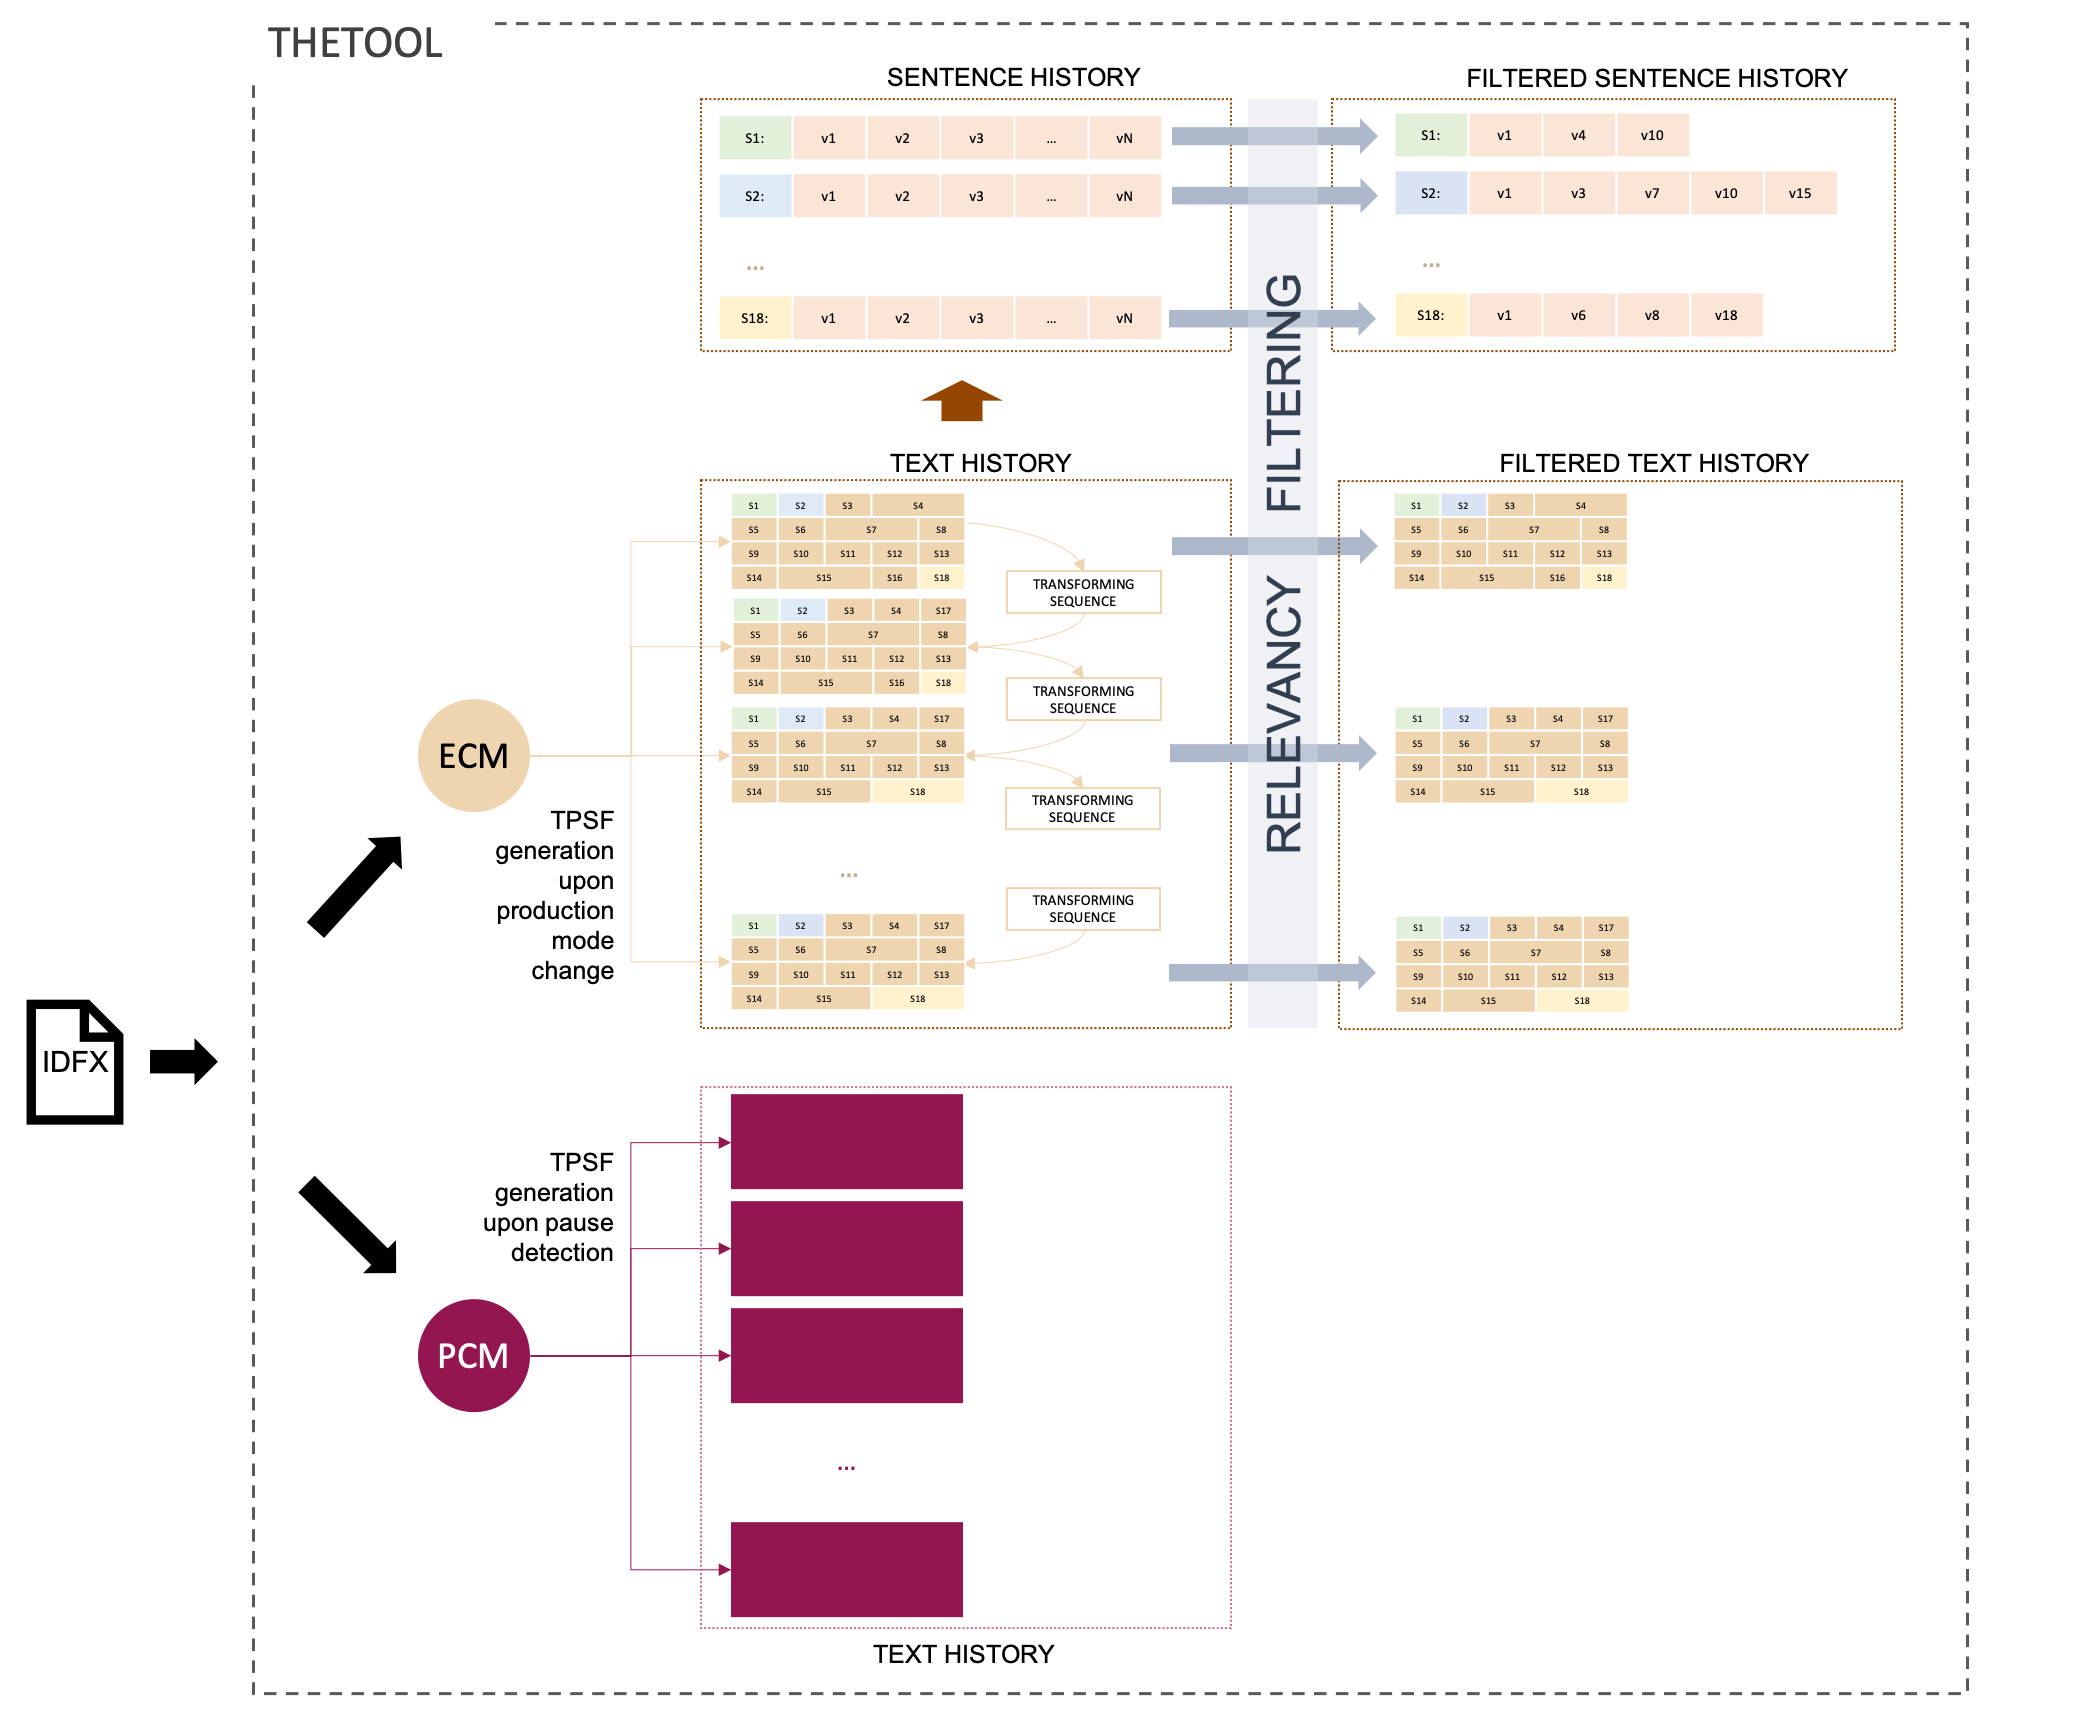 THETOOL
SENTENCE HISTORY
FILTERED SENTENCE HISTORY
S1: v1 v2 v3 ... vN
S1: v1 v4 v10
S2: v1 v2 v3 ... vN
S2: v1 v3 v7 v10 v15
...
...
S18: v1 v2 v3 ... vN
S18: v1 v6 v8 v18
RELEVANCY FILTERING
TEXT HISTORY
FILTERED TEXT HISTORY
S1 S2 S3 S4
S5 S6 S7 S8
S9 S10 S11 S12 S13
S14 S15 S16 S18
TRANSFORMING
SEQUENCE
S1 S2 S3 S4 S17
S5 S6 S7 S8
S9 S10 S11 S12 S13
S14 S15 S16 S18
TRANSFORMING
SEQUENCE
S1 S2 S3 S4 S17
S5 S6 S7 S8
S9 S10 S11 S12 S13
S14 S15 S18
TRANSFORMING
SEQUENCE
...
TRANSFORMING
SEQUENCE
S1 S2 S3 S4 S17
S5 S6 S7 S8
S9 S10 S11 S12 S13
S14 S15 S18
S1 S2 S3 S4
S5 S6 S7 S8
S9 S10 S11 S12 S13
S14 S15 S16 S18
S1 S2 S3 S4 S17
S5 S6 S7 S8
S9 S10 S11 S12 S13
S14 S15 S18
S1 S2 S3 S4 S17
S5 S6 S7 S8
S9 S10 S11 S12 S13
S14 S15 S18
ECM
TPSF
generation
upon
production
mode
change
IDFX
TPSF
generation
upon pause
detection
PCM
...
TEXT HISTORY